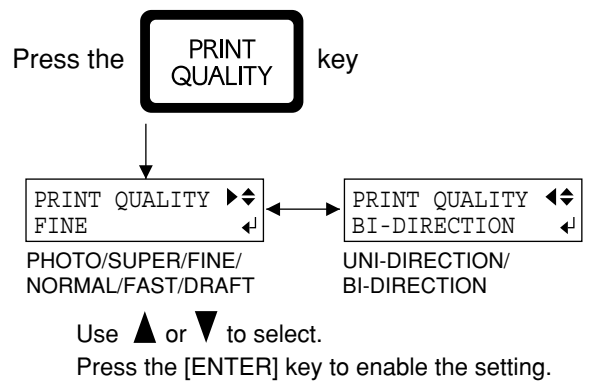 Press the PRINT QUALITY key
PRINT QUALITY ▶◆
FINE ↵
PRINT QUALITY ◀◆
BI-DIRECTION ↵
PHOTO/SUPER/FINE/
NORMAL/FAST/DRAFT
UNI-DIRECTION/
BI-DIRECTION
Use ▲ or ▼ to select.
Press the [ENTER] key to enable the setting.